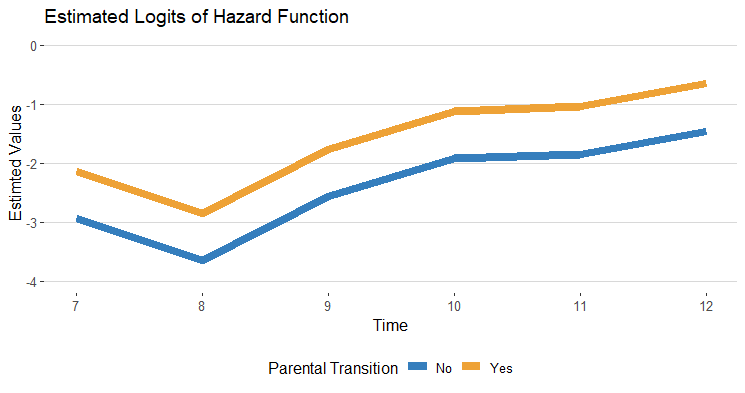 Estimated Logits of Hazard Function
Estimted Values
0
-1
-2
-3
-4
7 8 9 10 11 12
Time
Parental Transition No Yes